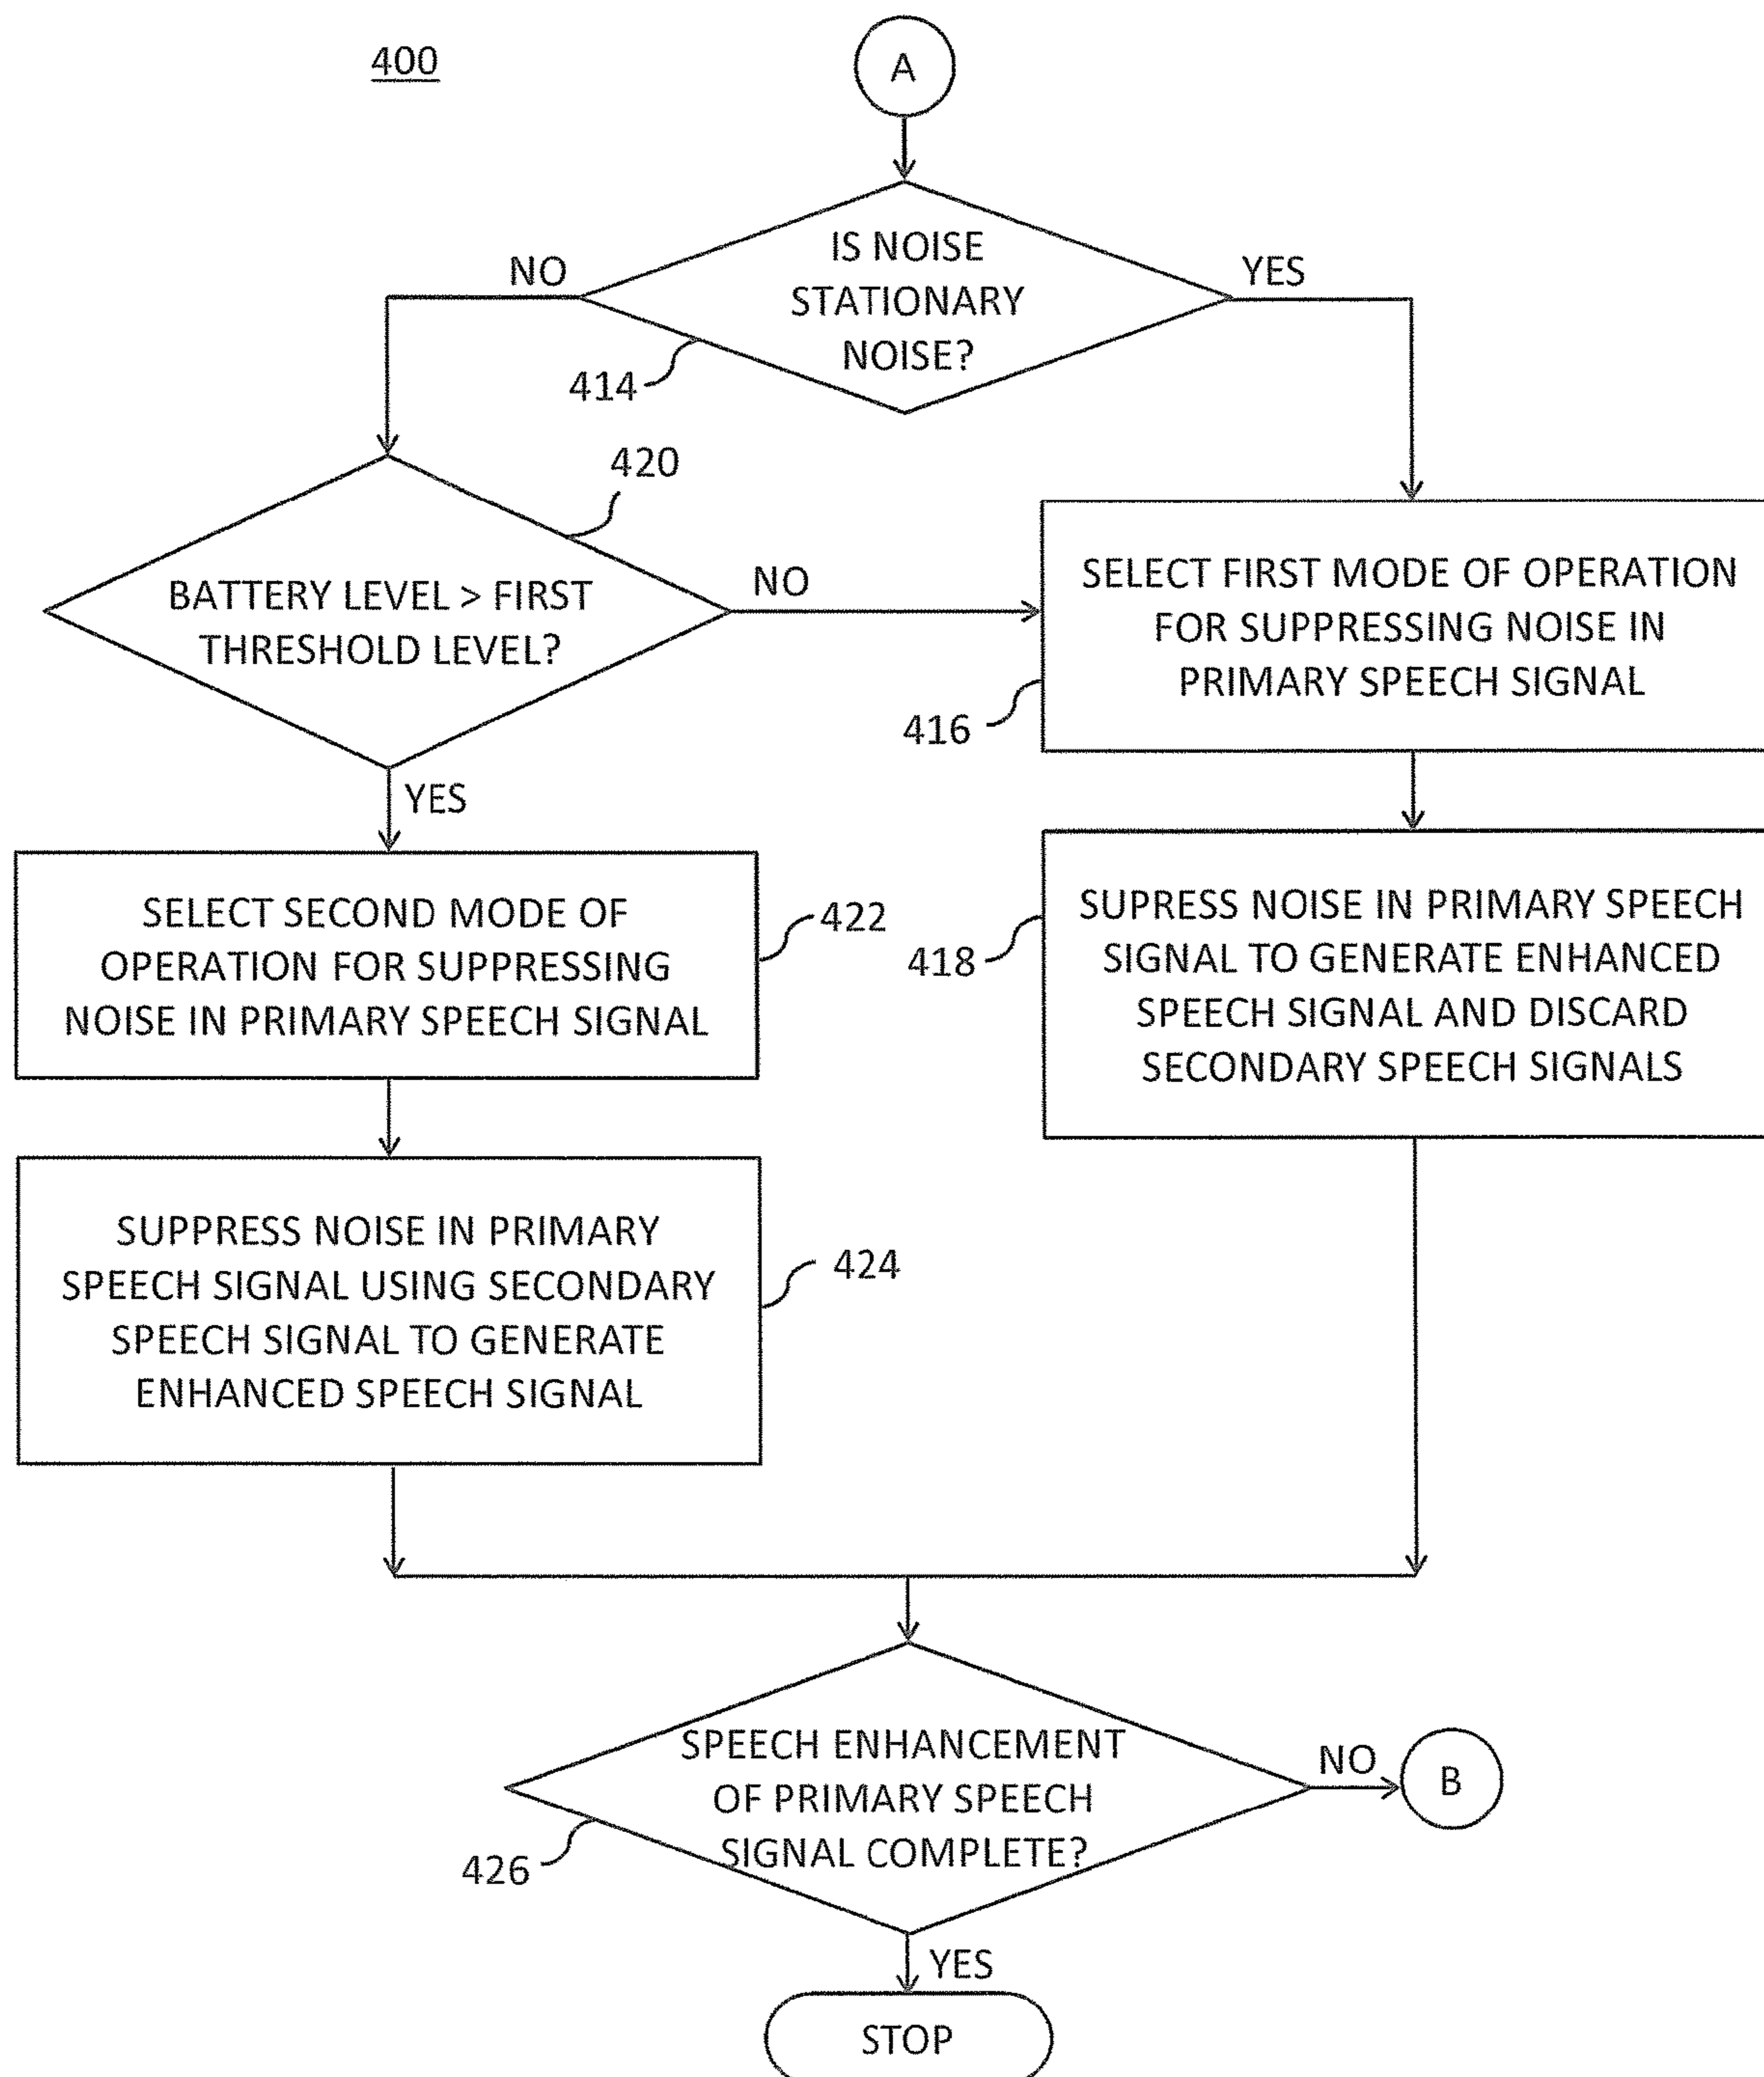 400
A
IS NOISE
STATIONARY
NOISE?
NO
YES
414
420
BATTERY LEVEL > FIRST
THRESHOLD LEVEL?
NO
YES
SELECT FIRST MODE OF OPERATION
FOR SUPPRESSING NOISE IN
PRIMARY SPEECH SIGNAL
416
SELECT SECOND MODE OF
OPERATION FOR SUPPRESSING
NOISE IN PRIMARY SPEECH SIGNAL
422
SUPRESS NOISE IN PRIMARY SPEECH
SIGNAL TO GENERATE ENHANCED
SPEECH SIGNAL AND DISCARD
SECONDARY SPEECH SIGNALS
418
SUPPRESS NOISE IN PRIMARY
SPEECH SIGNAL USING SECONDARY
SPEECH SIGNAL TO GENERATE
ENHANCED SPEECH SIGNAL
424
SPEECH ENHANCEMENT
OF PRIMARY SPEECH
SIGNAL COMPLETE?
426
NO
B
YES
STOP